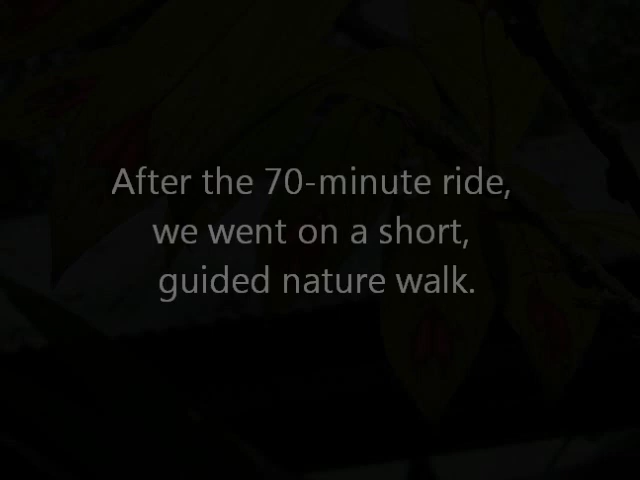 After the 70-minute ride,
we went on a short,
guided nature walk.